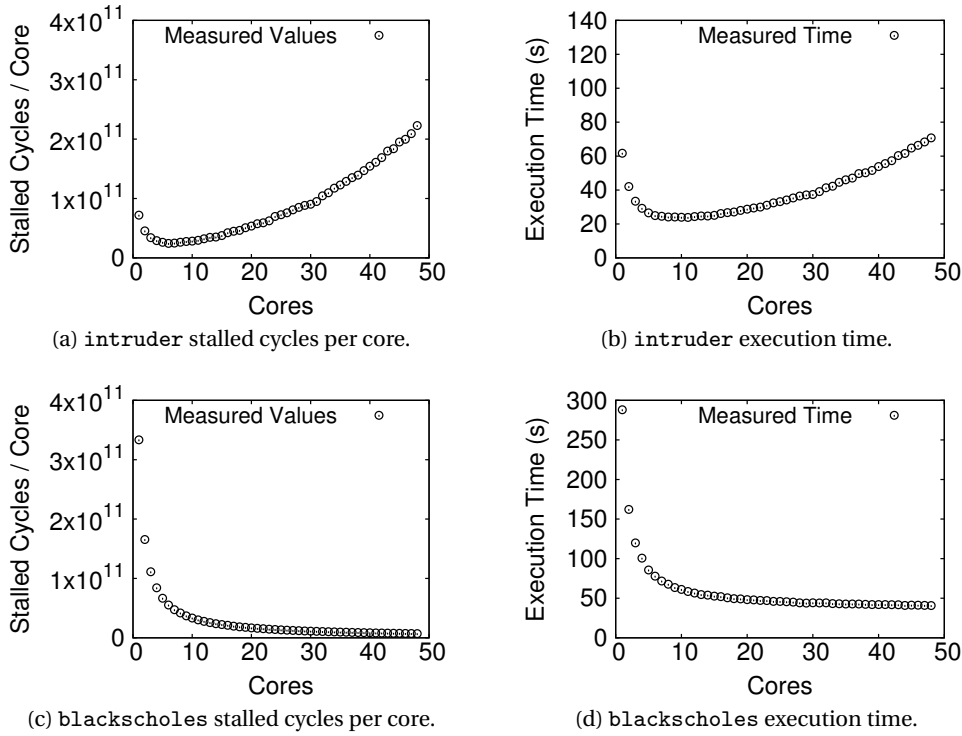 Stalled Cycles / Core
4x10^11
3x10^11
2x10^11
1x10^11
0
Measured Values
0 10 20 30 40 50
Cores
(a) intruder stalled cycles per core.
Execution Time (s)
140
120
100
80
60
40
20
0
Measured Time
0 10 20 30 40 50
Cores
(b) intruder execution time.
Stalled Cycles / Core
4x10^11
3x10^11
2x10^11
1x10^11
0
Measured Values
0 10 20 30 40 50
Cores
(c) blackscholes stalled cycles per core.
Execution Time (s)
300
250
200
150
100
50
0
Measured Time
0 10 20 30 40 50
Cores
(d) blackscholes execution time.